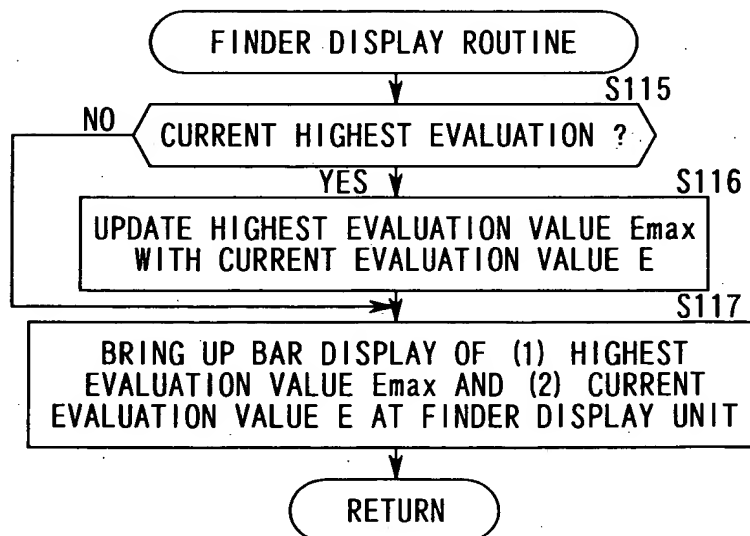 FINDER DISPLAY ROUTINE
S115
NO
CURRENT HIGHEST EVALUATION ?
YES
S116
UPDATE HIGHEST EVALUATION VALUE Emax
WITH CURRENT EVALUATION VALUE E
S117
BRING UP BAR DISPLAY OF (1) HIGHEST
EVALUATION VALUE Emax AND (2) CURRENT
EVALUATION VALUE E AT FINDER DISPLAY UNIT
RETURN